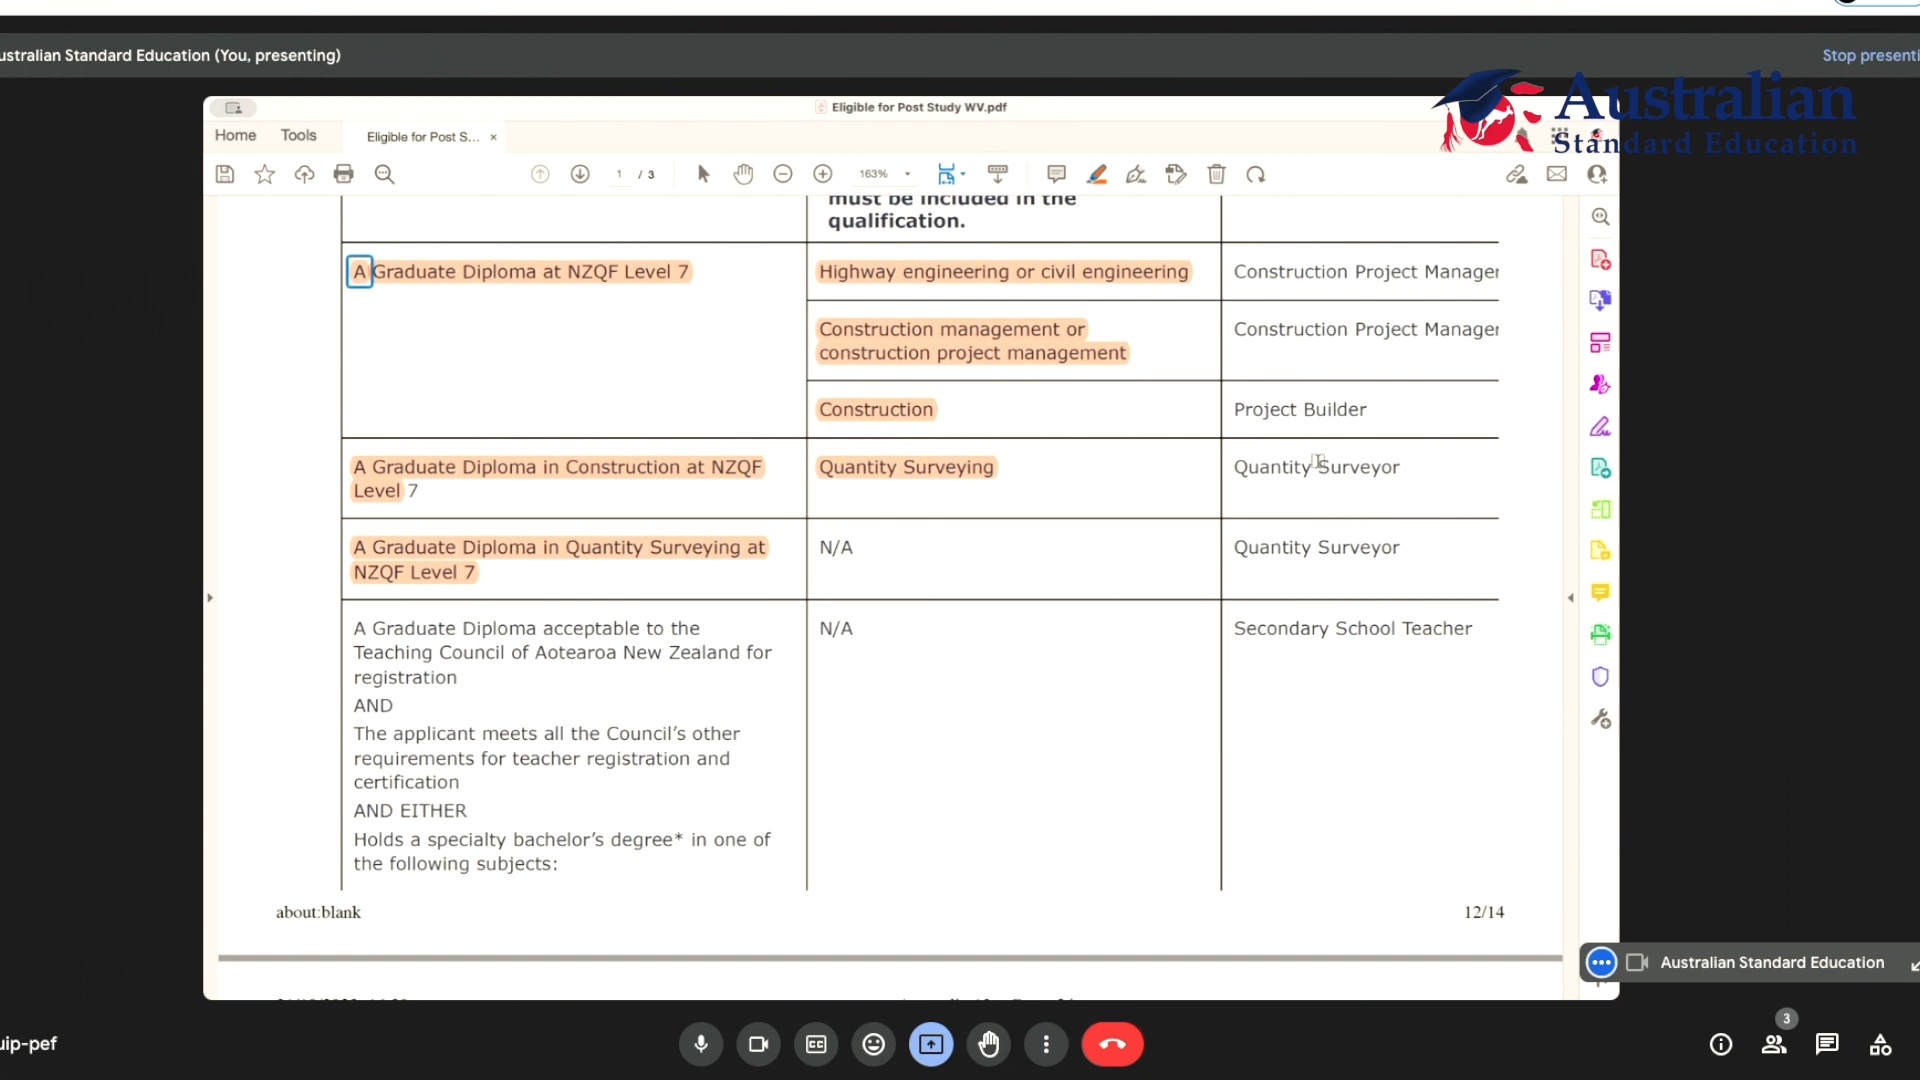 ustralian Standard Education (You, presenting)
Stop presenti
Australian
Standard Education
Eligible for Post Study WV.pdf
Home
Tools
Eligible for Post S...
1 / 3
163%
must be included in the
qualification.
A Graduate Diploma at NZQF Level 7
Highway engineering or civil engineering
Construction Project Manager
Construction management or
construction project management
Construction Project Manager
Construction
Project Builder
A Graduate Diploma in Construction at NZQF
Level 7
Quantity Surveying
Quantity Surveyor
A Graduate Diploma in Quantity Surveying at
NZQF Level 7
N/A
Quantity Surveyor
A Graduate Diploma acceptable to the
Teaching Council of Aotearoa New Zealand for
registration
AND
The applicant meets all the Council's other
requirements for teacher registration and
certification
AND EITHER
Holds a specialty bachelor's degree* in one of
the following subjects:
N/A
Secondary School Teacher
about:blank
12/14
Australian Standard Education
uip-pef
CC
3